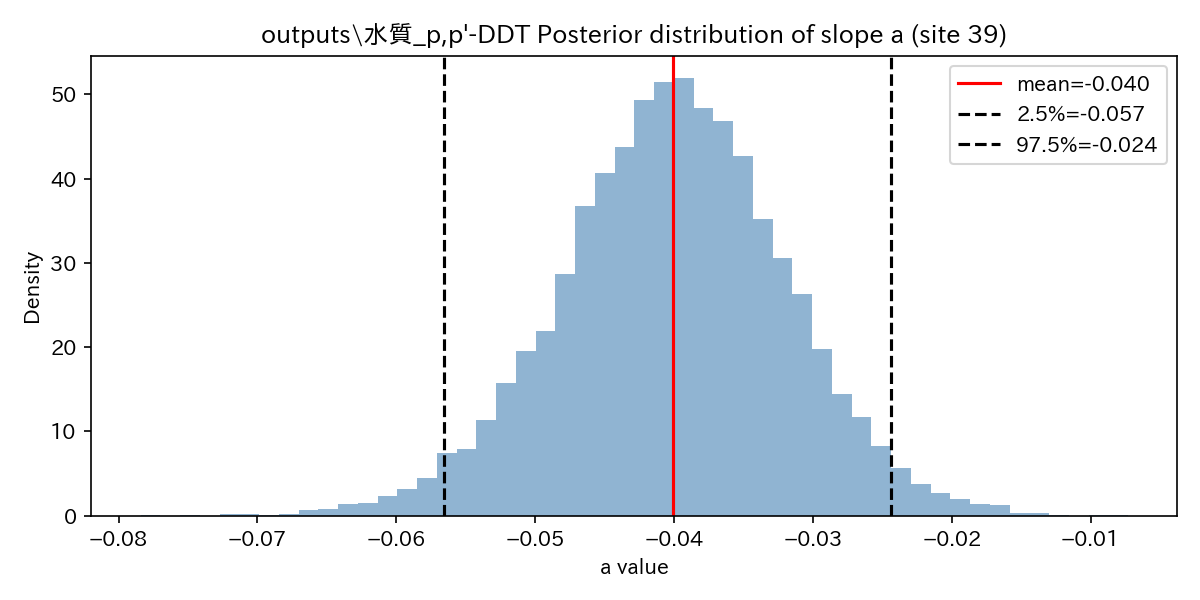 outputs\水質_p,p'-DDT Posterior distribution of slope a (site 39)
mean=-0.040
2.5%=-0.057
97.5%=-0.024
Density
50
40
30
20
10
0
−0.08 −0.07 −0.06 −0.05 −0.04 −0.03 −0.02 −0.01
a value